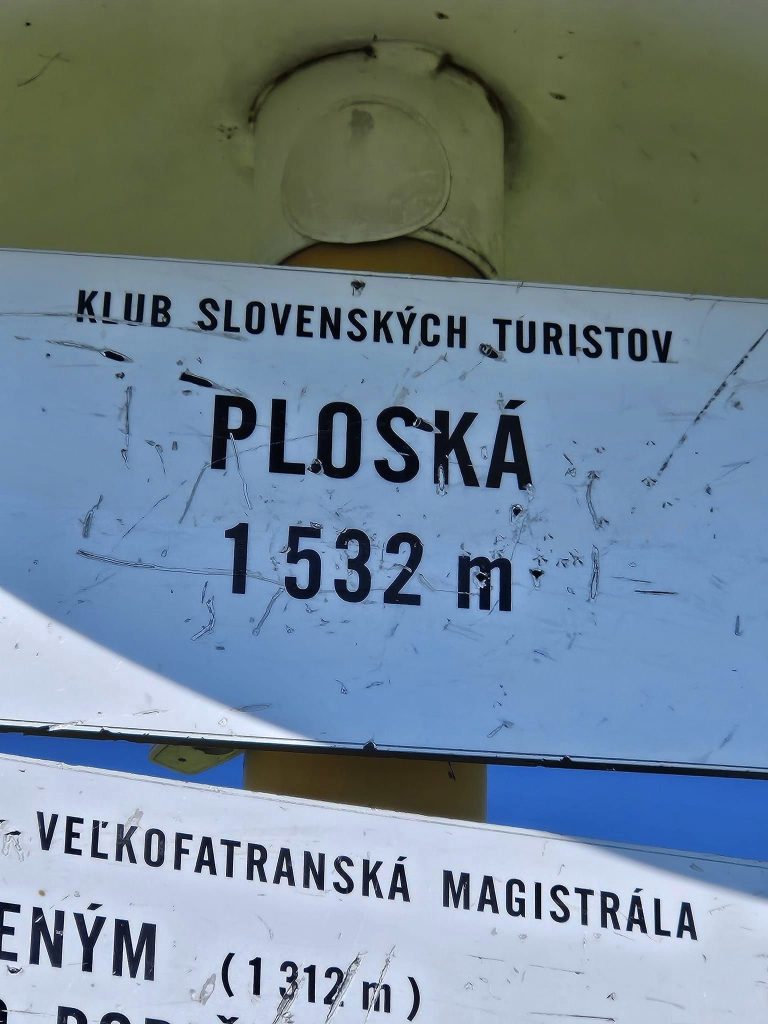 KLUB SLOVENSKÝCH TURISTOV
PLOSKÁ
1 532 m
VEĽKOFATRANSKÁ MAGISTRÁLA
ENÝM (1 312 m)